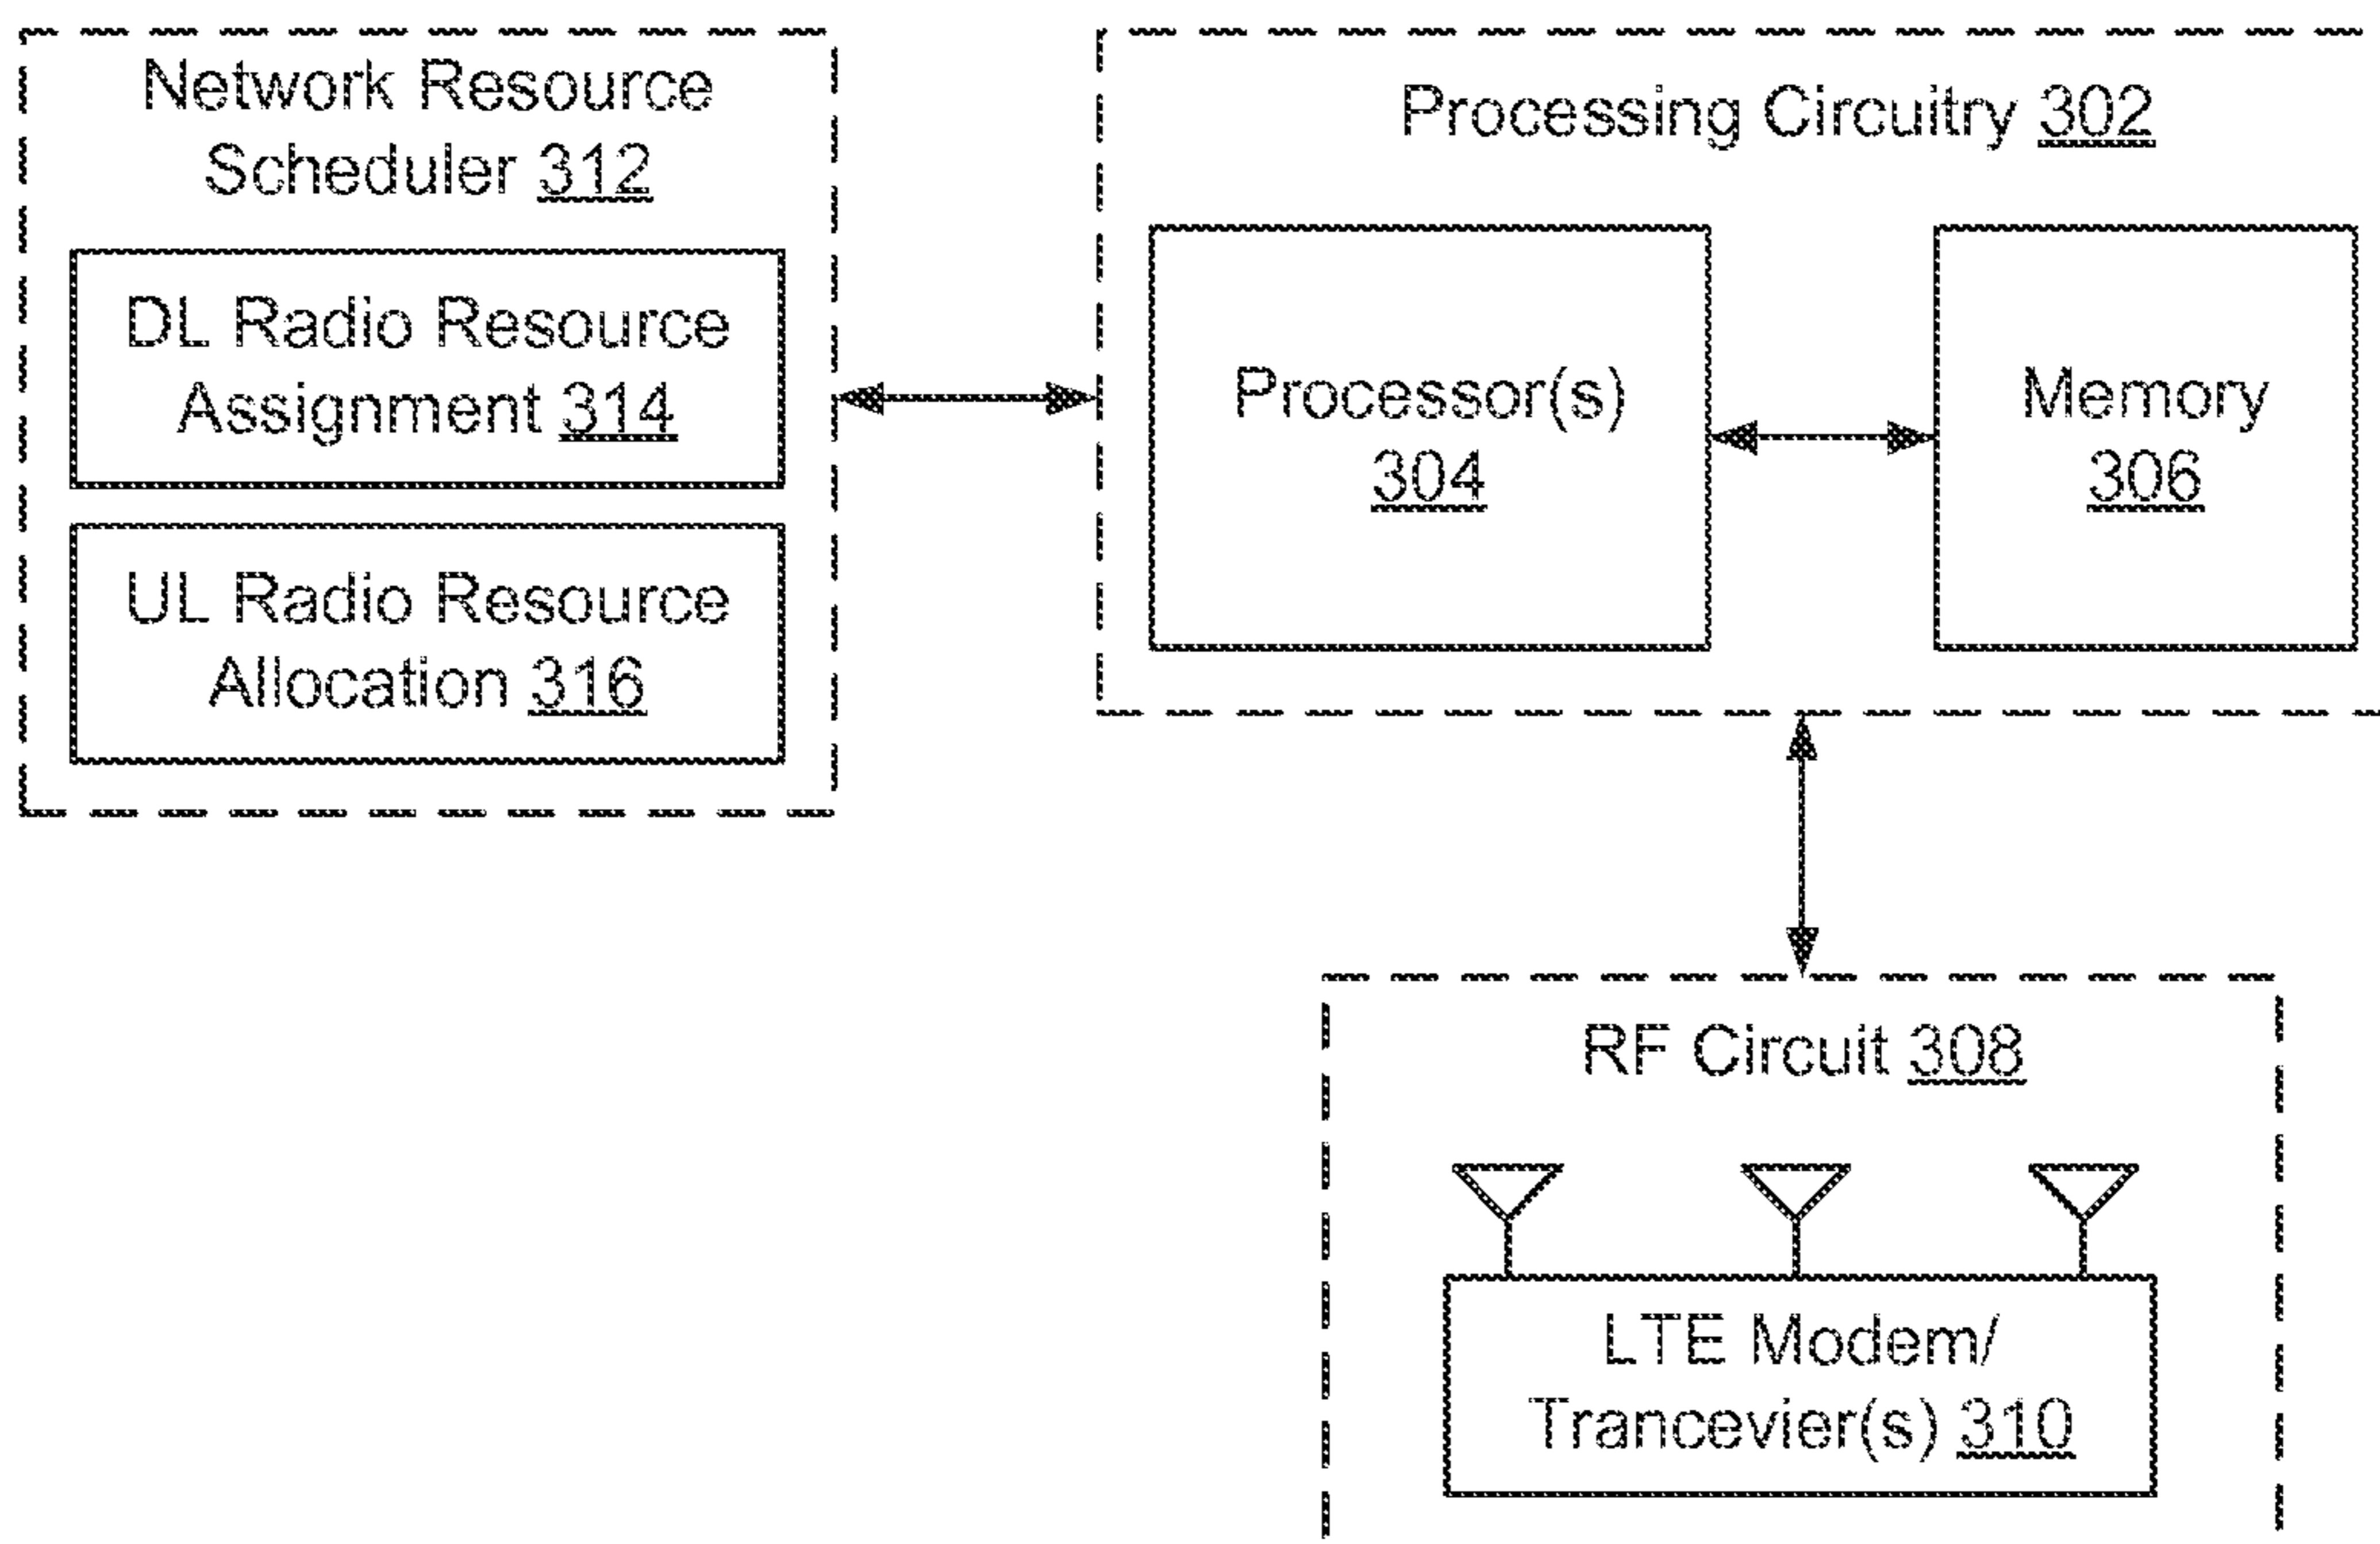 Network Resource
Scheduler 312
DL Radio Resource
Assignment 314
UL Radio Resource
Allocation 316
Processing Circuitry 302
Processor(s)
304
Memory
306
RF Circuit 308
LTE Modem/
Trancevier(s) 310